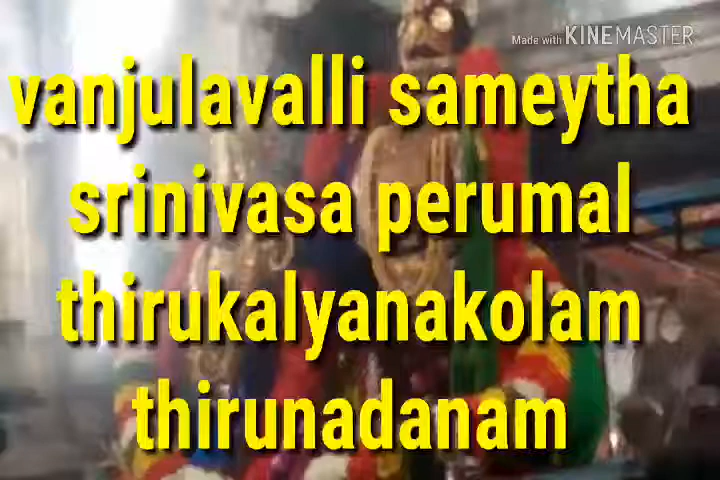 Made with KINEMASTER
vanjulavalli sameytha
srinivasa perumal
thirukalyanakolam
thirunadanam